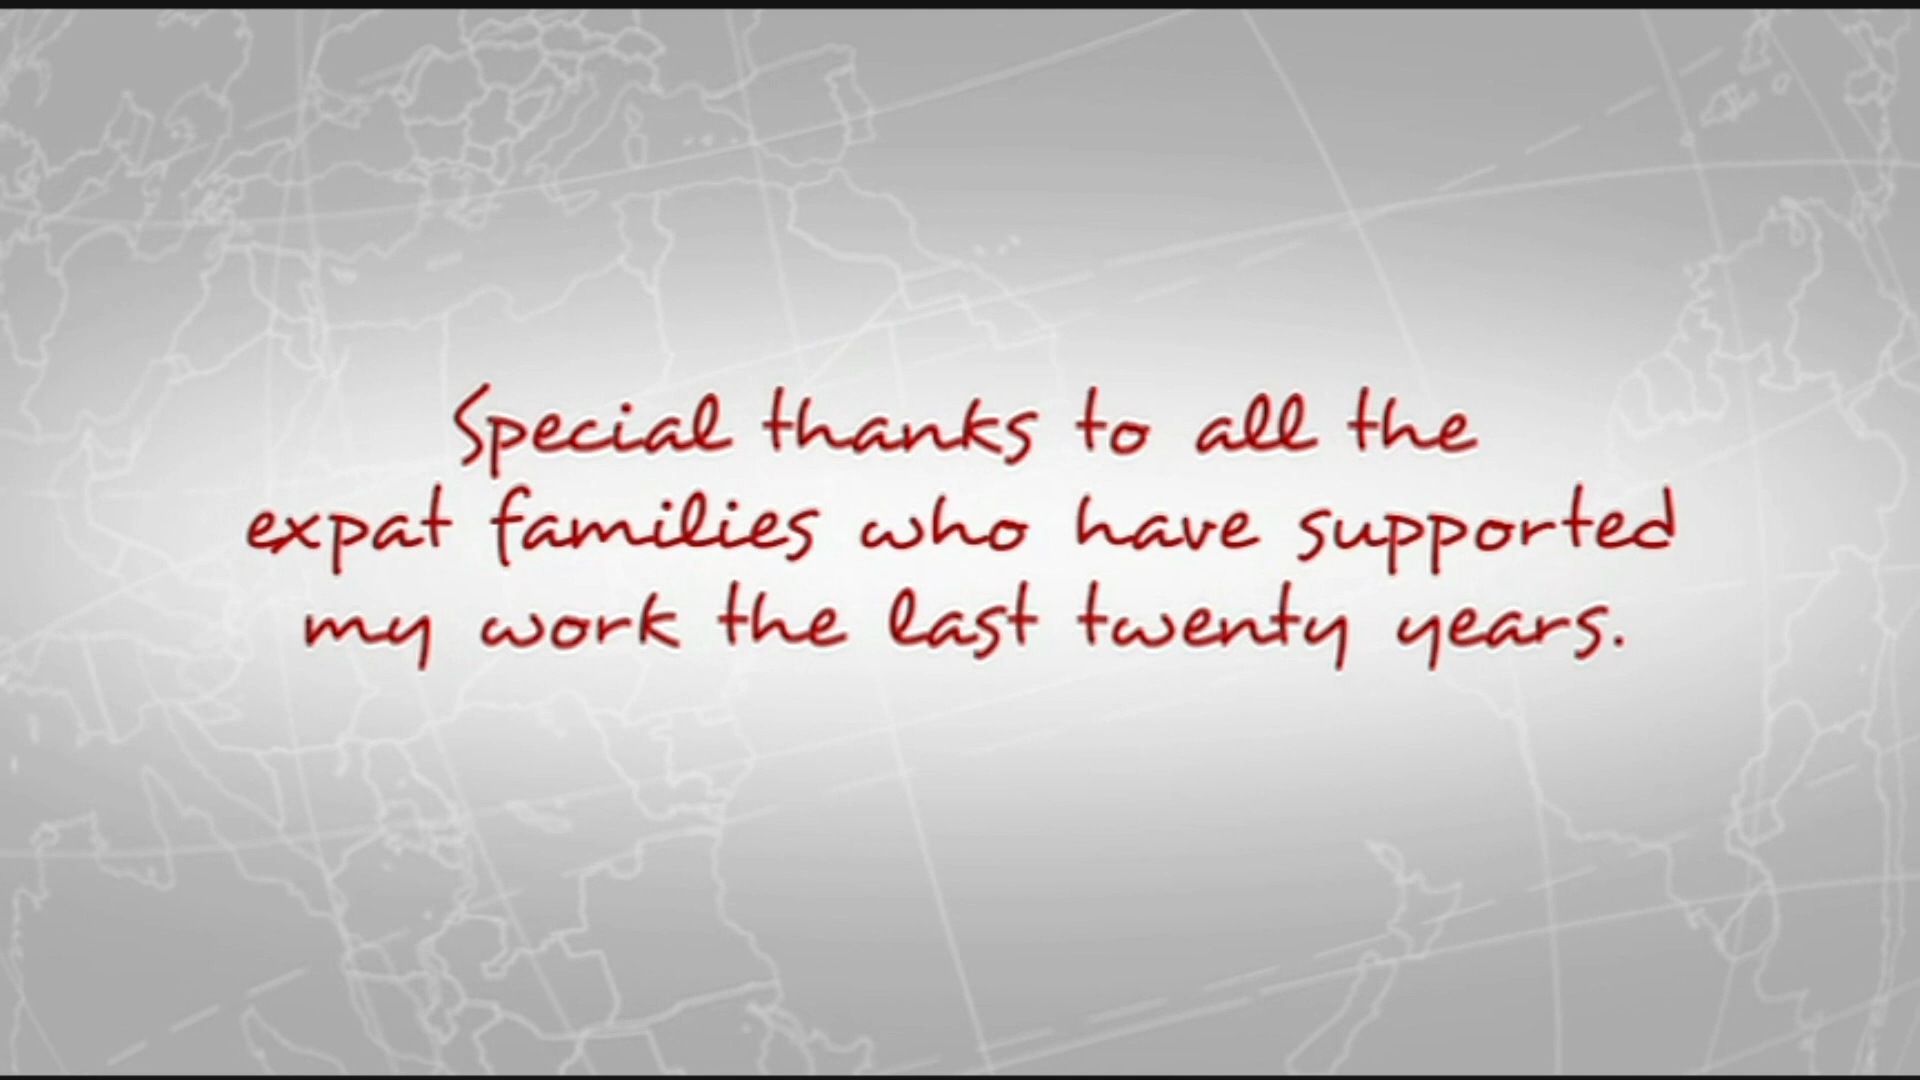 Special thanks to all the
expat families who have supported
my work the last twenty years.